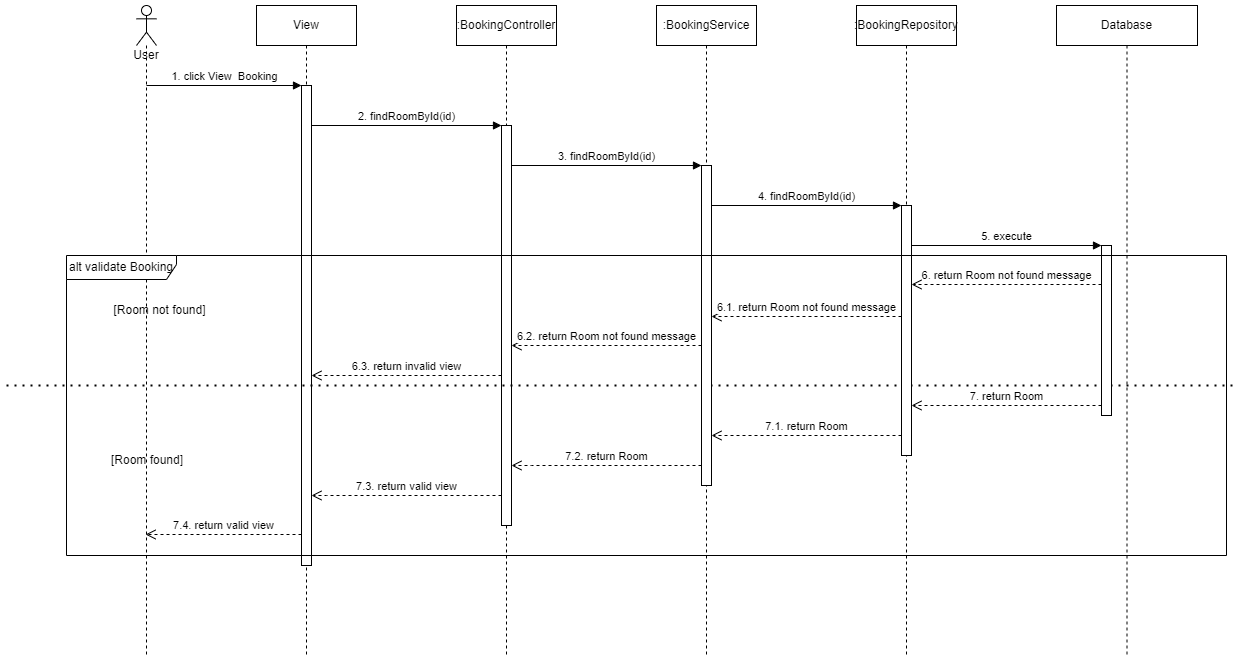 View
:BookingController
:BookingService
:BookingRepository
Database
User
1. click View  Booking
2. findRoomById(id)
3. findRoomById(id)
4. findRoomById(id)
5. execute
alt validate Booking
6. return Room not found message
[Room not found]
6.1. return Room not found message
6.2. return Room not found message
6.3. return invalid view
7. return Room
7.1. return Room
[Room found]
7.2. return Room
7.3. return valid view
7.4. return valid view